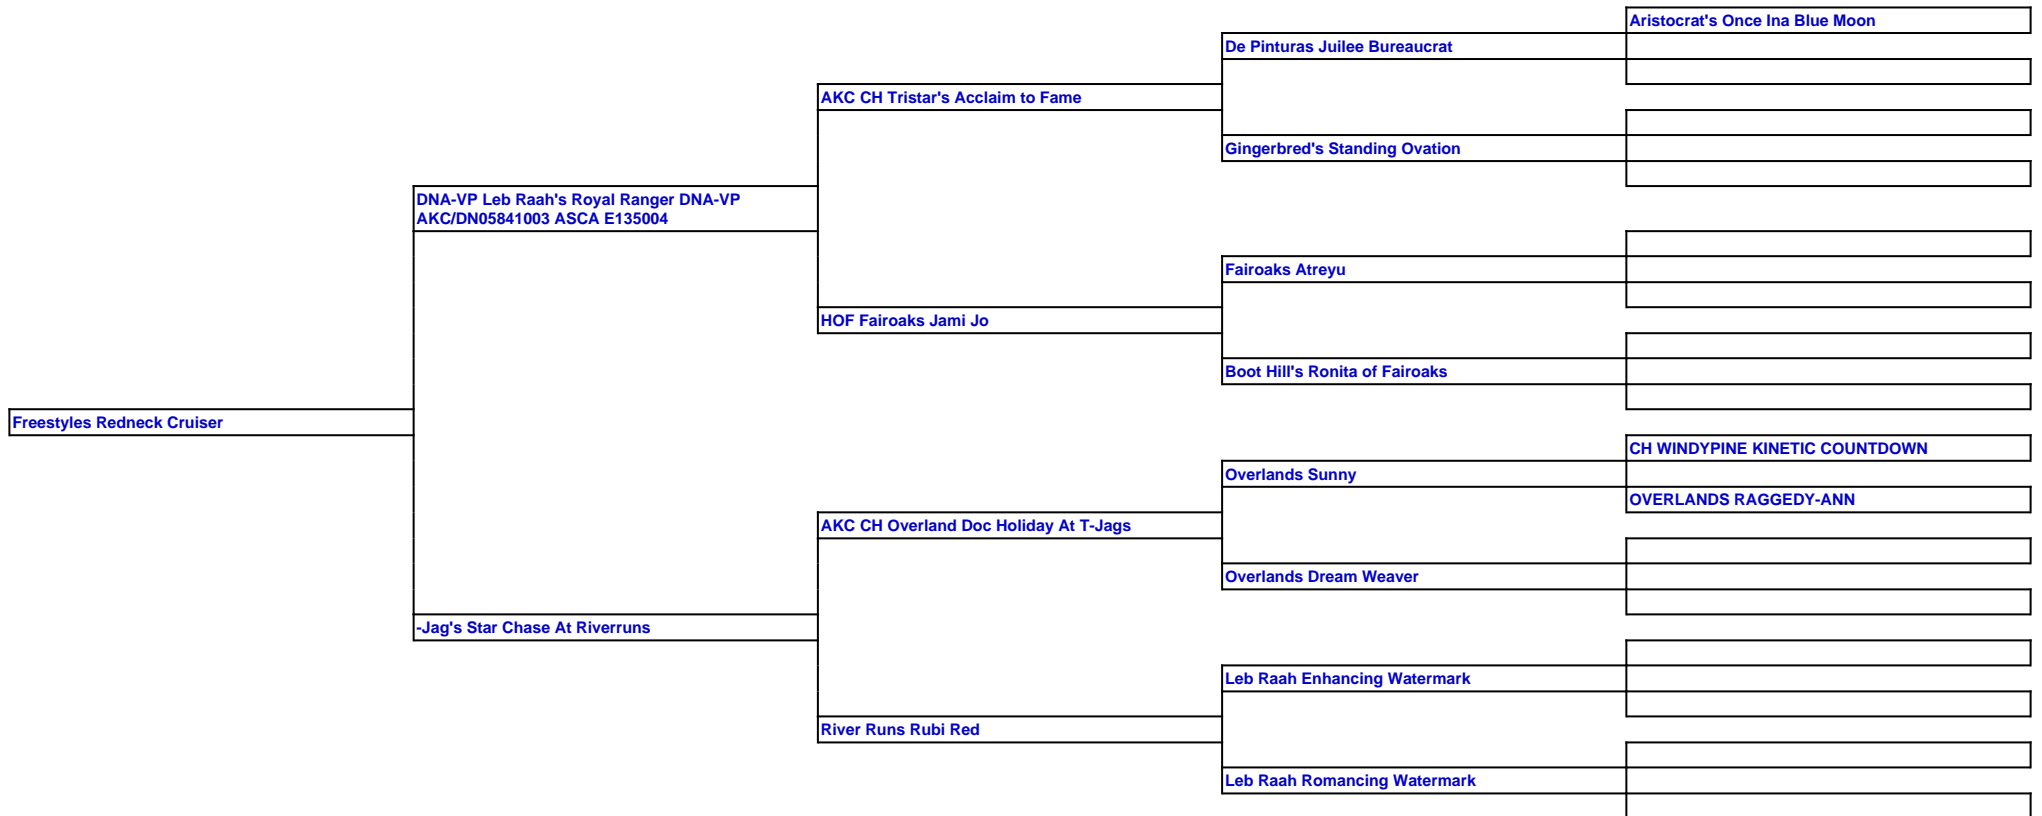 Aristocrat's Once Ina Blue Moon
De Pinturas Juilee Bureaucrat
AKC CH Tristar's Acclaim to Fame
Gingerbred's Standing Ovation
DNA-VP Leb Raah's Royal Ranger DNA-VP
AKC/DN05841003 ASCA E135004
Fairoaks Atreyu
HOF Fairoaks Jami Jo
Boot Hill's Ronita of Fairoaks
Freestyles Redneck Cruiser
CH WINDYPINE KINETIC COUNTDOWN
Overlands Sunny
OVERLANDS RAGGEDY-ANN
AKC CH Overland Doc Holiday At T-Jags
Overlands Dream Weaver
-Jag's Star Chase At Riverruns
Leb Raah Enhancing Watermark
River Runs Rubi Red
Leb Raah Romancing Watermark